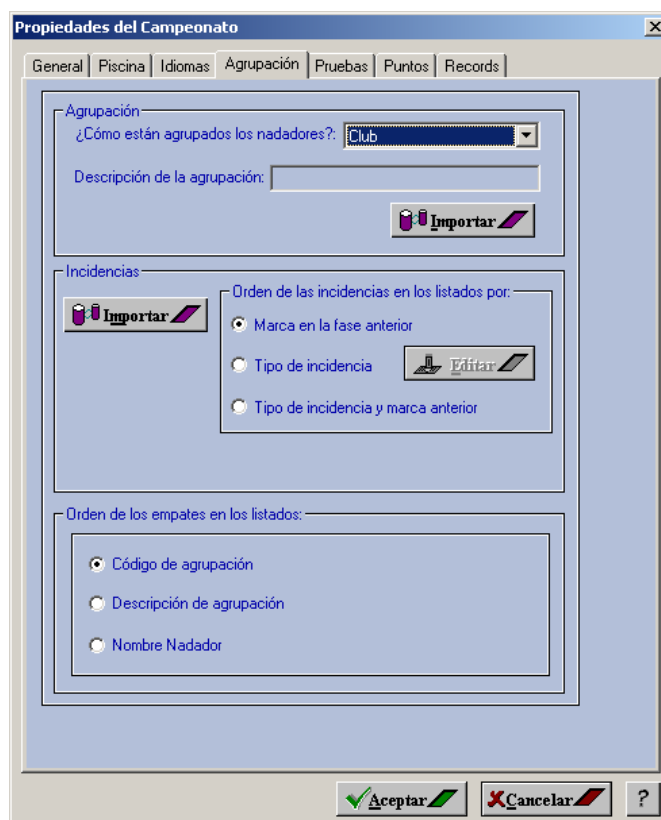 Propiedades del Campeonato
General Piscina Idiomas Agrupación Pruebas Puntos Records
Agrupación
¿Cómo están agrupados los nadadores?: Club
Descripción de la agrupación:
Importar
Incidencias
Importar
Orden de las incidencias en los listados por:
Marca en la fase anterior
Tipo de incidencia Editar
Tipo de incidencia y marca anterior
Orden de los empates en los listados:
Código de agrupación
Descripción de agrupación
Nombre Nadador
Aceptar Cancelar ?